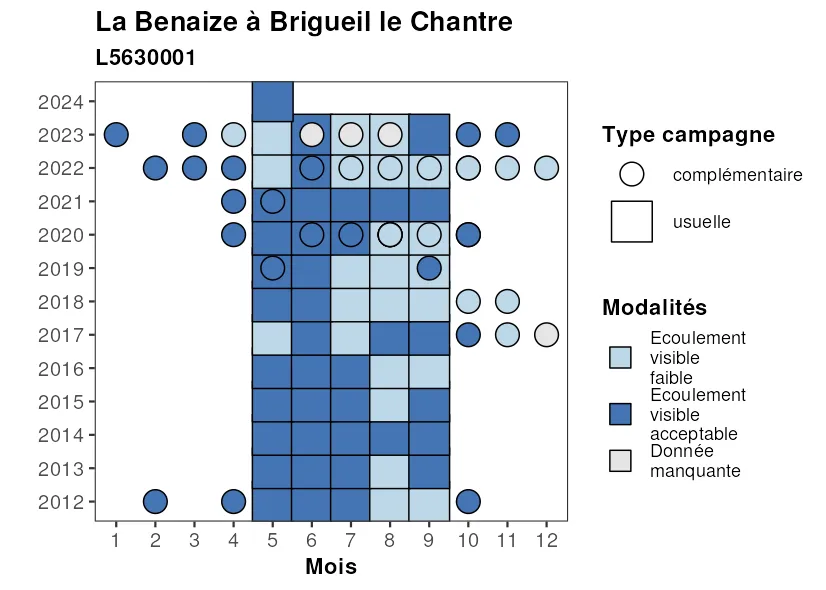 La Benaize à Brigueil le Chantre
L5630001
2024
2023
2022
2021
2020
2019
2018
2017
2016
2015
2014
2013
2012
1 2 3 4 5 6 7 8 9 10 11 12
Mois
Type campagne
complémentaire
usuelle
Modalités
Ecoulement
visible
faible
Ecoulement
visible
acceptable
Donnée
manquante